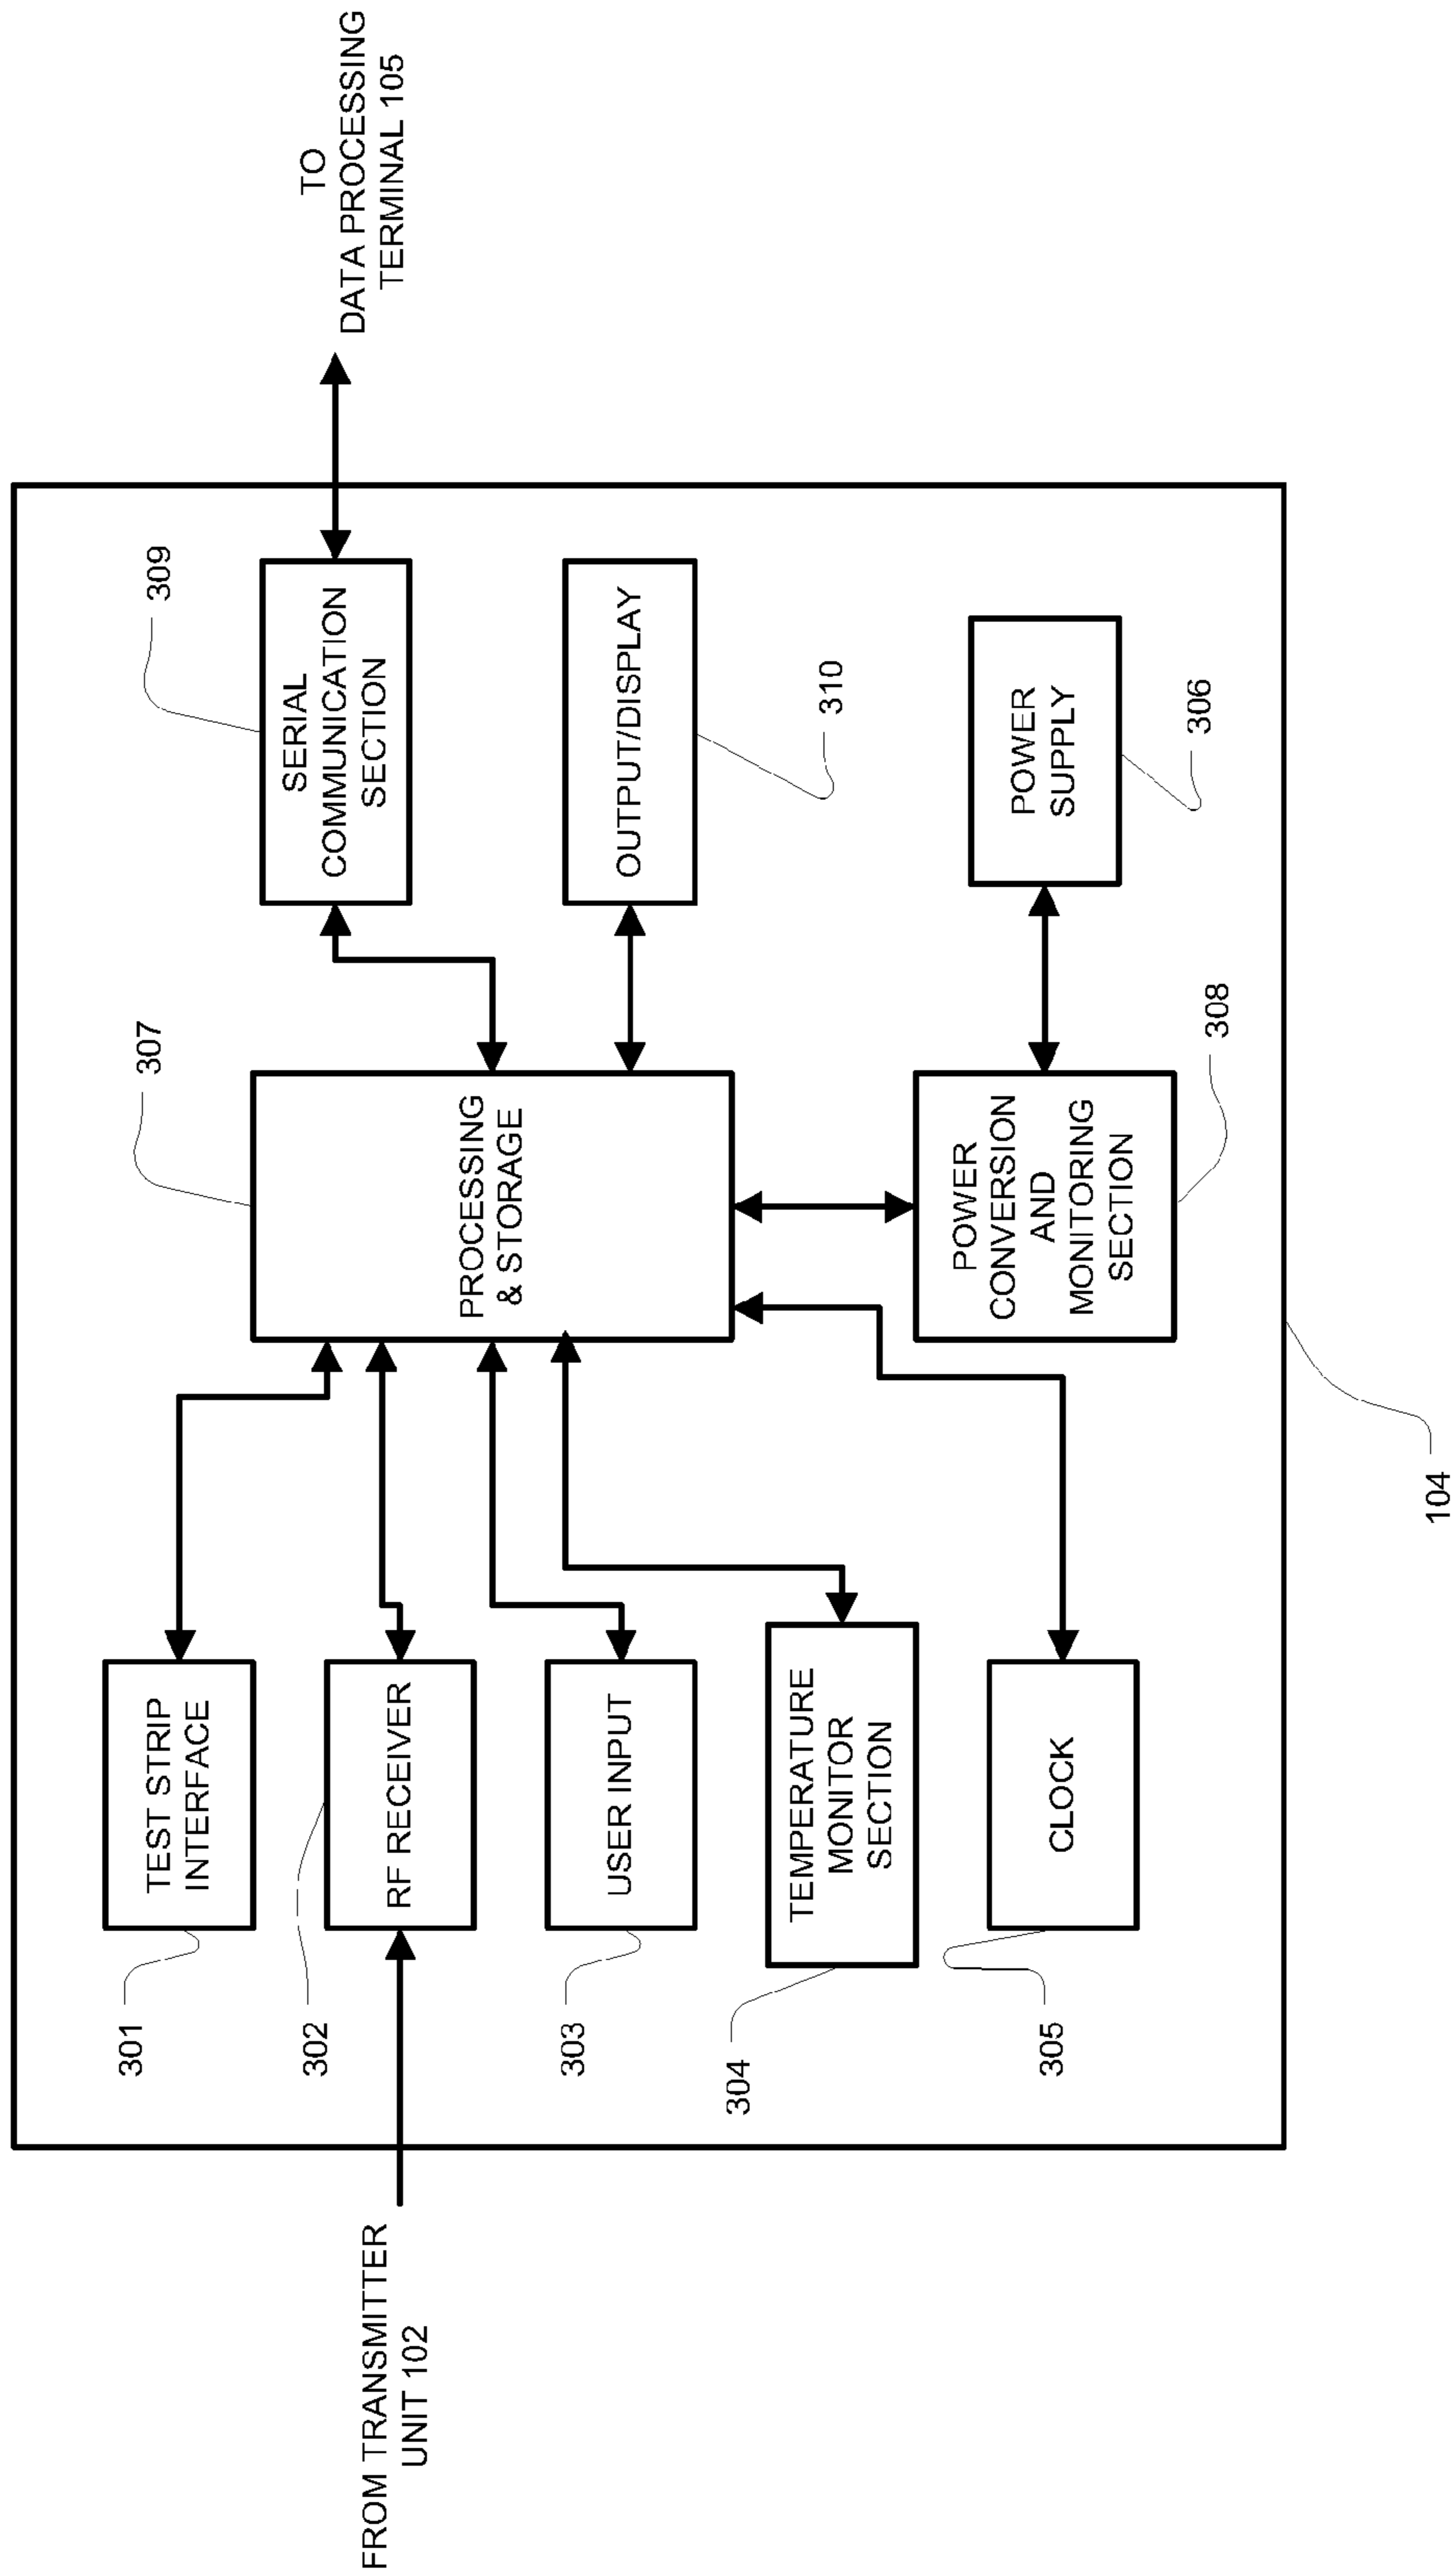 301
TEST STRIP
INTERFACE
FROM TRANSMITTER
UNIT 102
302
RF RECEIVER
303
USER INPUT
304
TEMPERATURE
MONITOR
SECTION
305
CLOCK
307
PROCESSING
& STORAGE
POWER
CONVERSION
AND
MONITORING
SECTION
308
309
SERIAL
COMMUNICATION
SECTION
TO
DATA PROCESSING
TERMINAL 105
OUTPUT/DISPLAY
310
POWER
SUPPLY
306
104